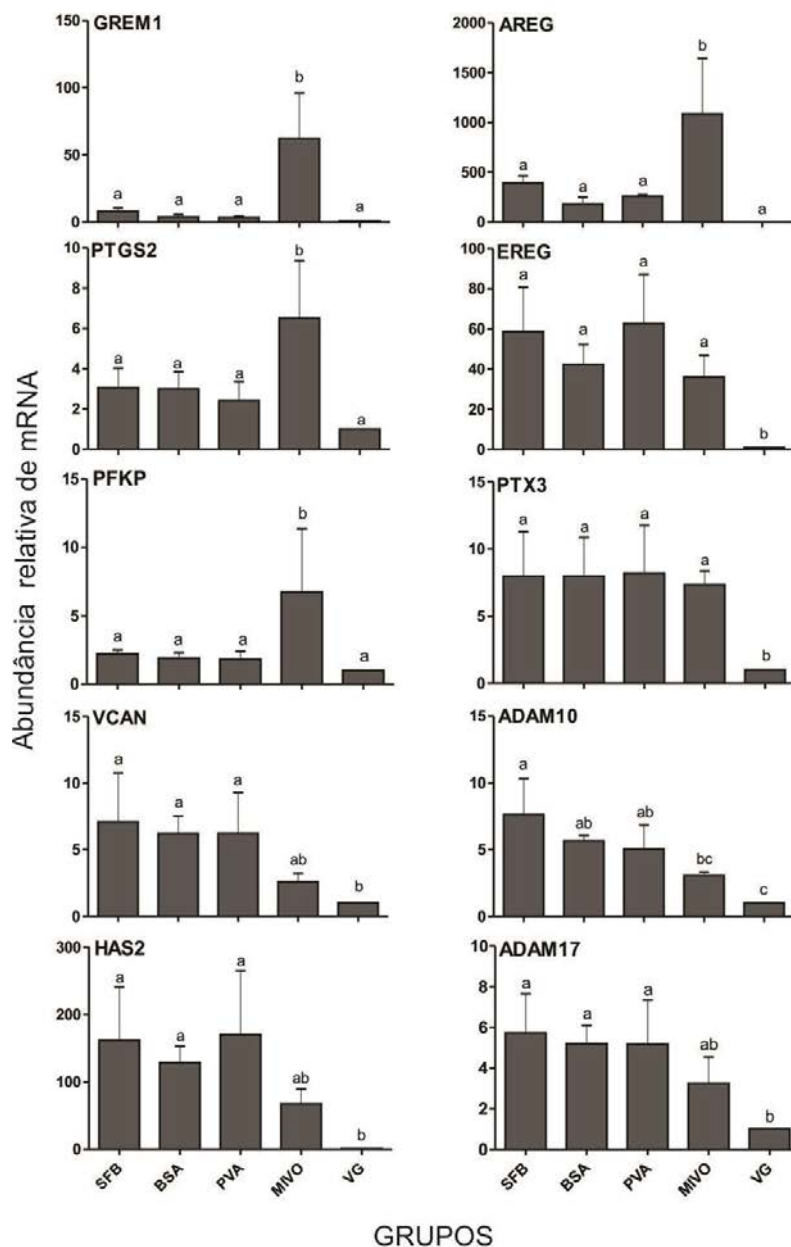 Abundância relativa de mRNA
GREM1
150
100
50
0
a
a
a
b
a
AREG
2000
1500
1000
500
0
a
a
a
b
a
PTGS2
10
8
6
4
2
0
a
a
a
b
a
EREG
100
80
60
40
20
0
a
a
a
a
b
PFKP
15
10
5
0
a
a
a
b
a
PTX3
15
10
5
0
a
a
a
a
b
VCAN
15
10
5
0
a
a
a
ab
b
ADAM10
15
10
5
0
a
ab
ab
bc
c
HAS2
300
200
100
0
a
a
a
ab
b
SFB
BSA
PVA
MIVO
VG
ADAM17
10
8
6
4
2
0
a
a
a
ab
b
SFB
BSA
PVA
MIVO
VG
GRUPOS